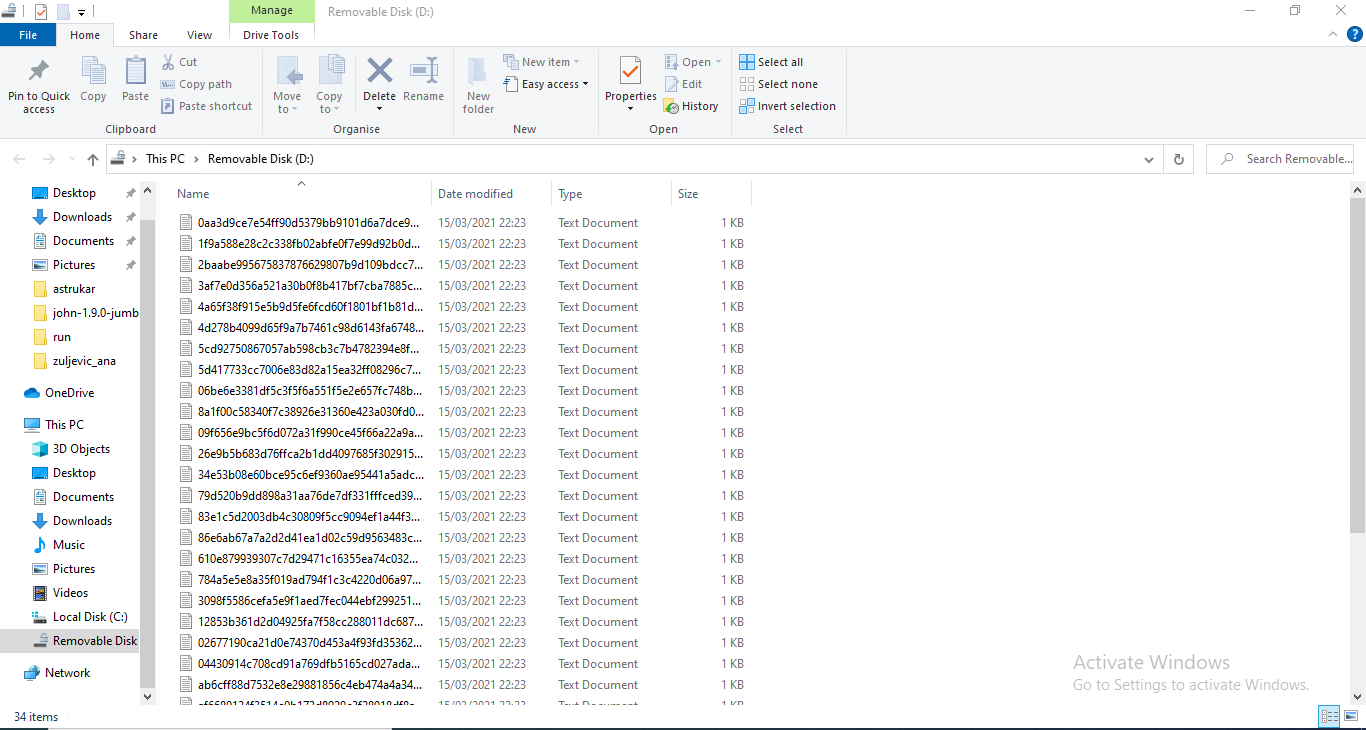 Manage Removable Disk (D:)
File Home Share View Drive Tools
Pin to Quick access
Copy
Paste
Cut
Copy path
Paste shortcut
Clipboard
Move to
Copy to
Delete
Rename
Organise
New folder
New item
Easy access
New
Properties
Open
Edit
History
Open
Select all
Select none
Invert selection
Select
This PC Removable Disk (D:)
Search Removable...
Desktop
Downloads
Documents
Pictures
astrukar
john-1.9.0-jumb
run
zuljevic_ana
OneDrive
This PC
3D Objects
Desktop
Documents
Downloads
Music
Pictures
Videos
Local Disk (C:)
Removable Disk
Network
Name Date modified Type Size
0aa3d9ce7e54ff90d5379bb9101d6a7dce9... 15/03/2021 22:23 Text Document 1 KB
1f9a588e28c2c338fb02abfe0f7e99d92b0d... 15/03/2021 22:23 Text Document 1 KB
2baabe995675837876629807b9d109bdcc7... 15/03/2021 22:23 Text Document 1 KB
3af7e0d356a521a30b0f8b417bf7cba7885c... 15/03/2021 22:23 Text Document 1 KB
4a65f38f915e5b9d5fe6fcd60f1801bf1b81d... 15/03/2021 22:23 Text Document 1 KB
4d278b4099d65f9a7b7461c98d6143fa6748... 15/03/2021 22:23 Text Document 1 KB
5cd92750867057ab598cb3c7b4782394e8f... 15/03/2021 22:23 Text Document 1 KB
5d417733cc7006e83d82a15ea32ff08296c7... 15/03/2021 22:23 Text Document 1 KB
06be6e3381df5c3f5f6a551f5e2e657fc748b... 15/03/2021 22:23 Text Document 1 KB
8a1f00c58340f7c38926e31360e423a030fd0... 15/03/2021 22:23 Text Document 1 KB
09f656e9bc5f6d072a31f990ce45f66a22a9a... 15/03/2021 22:23 Text Document 1 KB
26e9b5b683d76ffca2b1dd4097685f302915... 15/03/2021 22:23 Text Document 1 KB
34e53b08e60bce95c6ef9360ae95441a5adc... 15/03/2021 22:23 Text Document 1 KB
79d520b9dd898a31aa76de7df331fffced39... 15/03/2021 22:23 Text Document 1 KB
83e1c5d2003db4c30809f5cc9094ef1a44f3... 15/03/2021 22:23 Text Document 1 KB
86e6ab67a7a2d2d41ea1d02c59d9563483c... 15/03/2021 22:23 Text Document 1 KB
610e879939307c7d29471c16355ea74c032... 15/03/2021 22:23 Text Document 1 KB
784a5e5e8a35f019ad794f1c3c4220d06a97... 15/03/2021 22:23 Text Document 1 KB
3098f5586cefa5e9f1aed7fec044ebf299251... 15/03/2021 22:23 Text Document 1 KB
12853b361d2d04925fa7f58cc288011dc687... 15/03/2021 22:23 Text Document 1 KB
02677190ca21d0e74370d453a4f93fd35362... 15/03/2021 22:23 Text Document 1 KB
04430914c708cd91a769dfb5165cd027ada... 15/03/2021 22:23 Text Document 1 KB
ab6cff88d7532e8e29881856c4eb474a4a34... 15/03/2021 22:23 Text Document 1 KB
Activate Windows
Go to Settings to activate Windows.
34 items